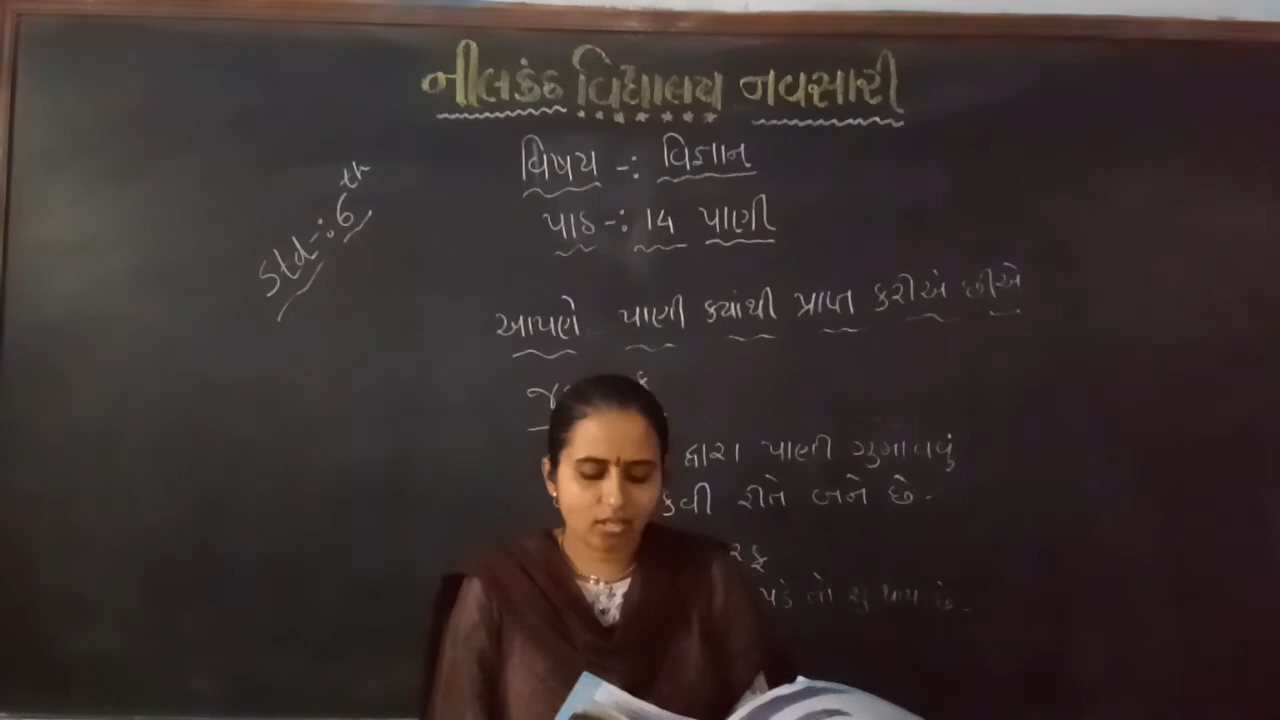 નીલકંઠ વિદ્યાલય નવસારી
વિષય -: વિજ્ઞાન
પાઠ -: 14 પાણી
Std -: 6th
આપણે પાણી ક્યાંથી પ્રાપ્ત કરીએ છીએ
દ્વારા પાણી ગુમાવવું
રીતે બને છે.
પડે તો શુ થાય છે.